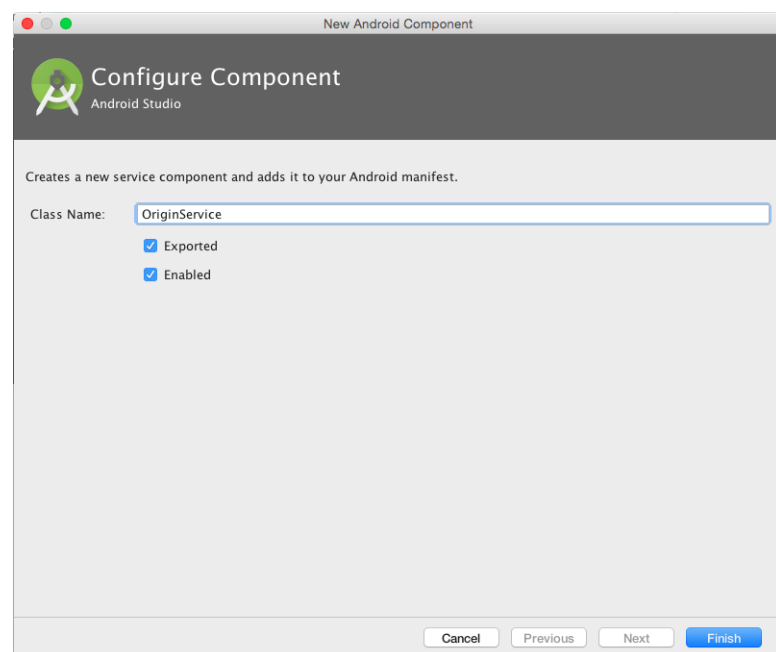 New Android Component
Configure Component
Android Studio
Creates a new service component and adds it to your Android manifest.
Class Name: OriginService
Exported
Enabled
Cancel Previous Next Finish